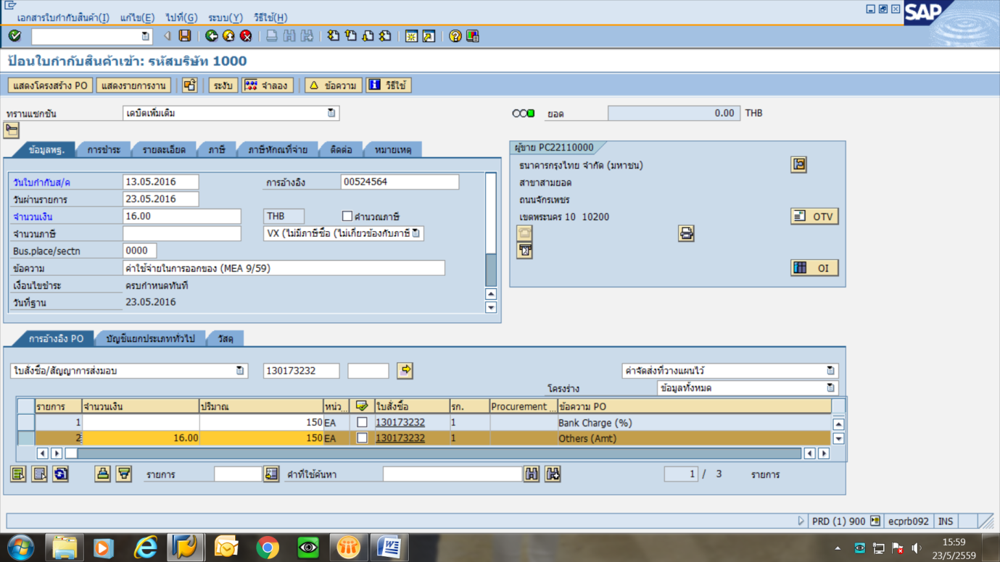 เอกสารใบกำกับสินค้า(I) แก้ไข(E) ไปที่(G) ระบบ(Y) วิธีใช้(H)
SAP
ป้อนใบกำกับสินค้าเข้า: รหัสบริษัท 1000
แสดงโครงสร้าง PO แสดงรายการงาน ระงับ จำลอง ข้อความ วิธีใช้
ทรานแซกชัน เดบิตเพิ่มเติม ยอด 0.00 THB
ข้อมูลพฐ. การชำระ รายละเอียด ภาษี ภาษีหักณที่จ่าย ติดต่อ หมายเหตุ
วันใบกำกับส/ค 13.05.2016 การอ้างอิง 00524564
วันผ่านรายการ 23.05.2016
จำนวนเงิน 16.00 THB คำนวณภาษี
จำนวนภาษี VX (ไม่มีภาษีซื้อ (ไม่เกี่ยวข้องกับภาษี
Bus.place/sectn 0000
ข้อความ ค่าใช้จ่ายในการออกของ (MEA 9/59)
เงื่อนไขชำระ ครบกำหนดทันที
วันที่ฐาน 23.05.2016
ผู้ขาย PC22110000
ธนาคารกรุงไทย จำกัด (มหาชน)
สาขาสามยอด
ถนนจักรเพชร
เขตพระนคร 10 10200
OTV
OI
การอ้างอิง PO บัญชีแยกประเภททั่วไป วัสดุ
ใบสั่งซื้อ/สัญญาการส่งมอบ 130173232 ค่าจัดส่งที่วางแผนไว้
โครงร่าง ข้อมูลทั้งหมด
รายการ จำนวนเงิน ปริมาณ หน่ว... ใบสั่งซื้อ รก. Procurement ... ข้อความ PO
1 150 EA 130173232 1 Bank Charge (%)
2 16.00 150 EA 130173232 1 Others (Amt)
รายการ คำที่ใช้ค้นหา 1 / 3 รายการ
PRD (1) 900 ecprb092 INS
15:59
23/5/2559